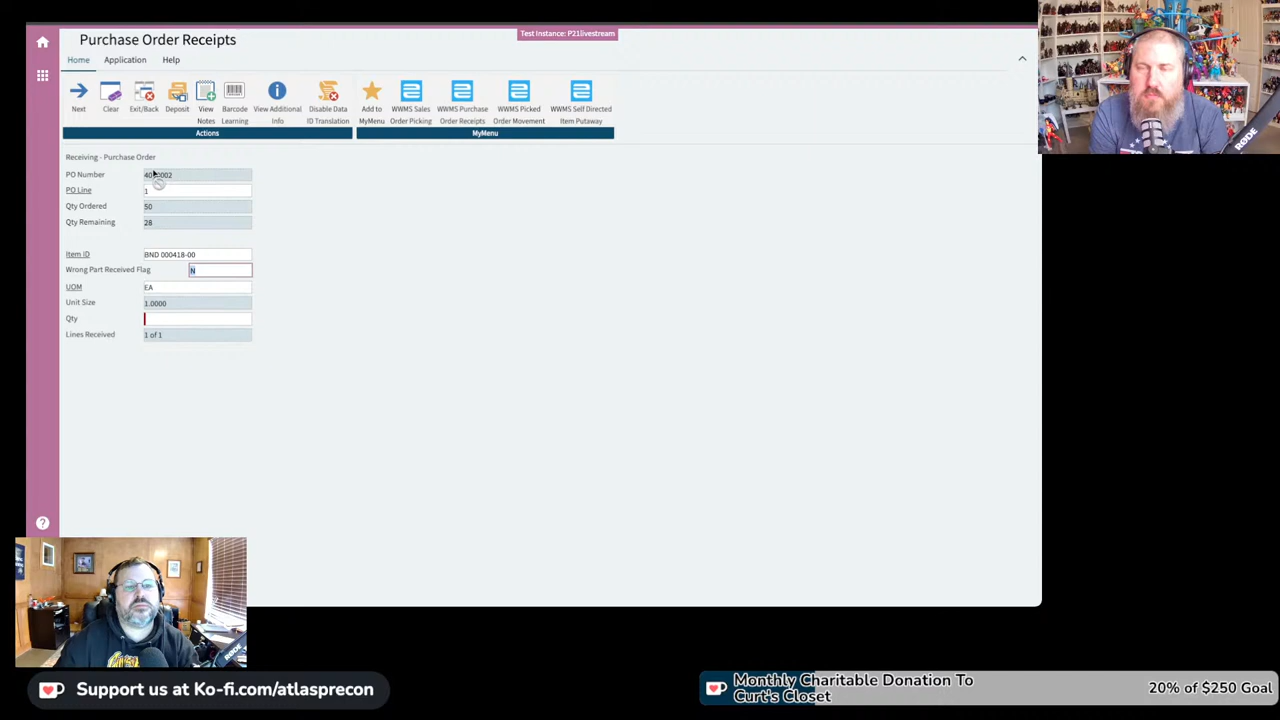 Purchase Order Receipts
Test Instance: P21livestream
Home Application Help
Next
Clear
Exit/Back
Deposit
View Notes
Barcode Learning
View Additional Info
Disable Data ID Translation
Add to MyMenu
WWMS Sales Order Picking
WWMS Purchase Order Receipts
WWMS Picked Order Movement
WWMS Self Directed Item Putaway
Actions
MyMenu
Receiving - Purchase Order
PO Number
PO Line 1
Qty Ordered 50
Qty Remaining 28
Item ID BND 000418-00
Wrong Part Received Flag N
UOM EA
Unit Size 1.0000
Qty
Lines Received 1 of 1
?
RØDE
RØDE
Support us at Ko-fi.com/atlasprecon
Monthly Charitable Donation To
Curt's Closet
20% of $250 Goal